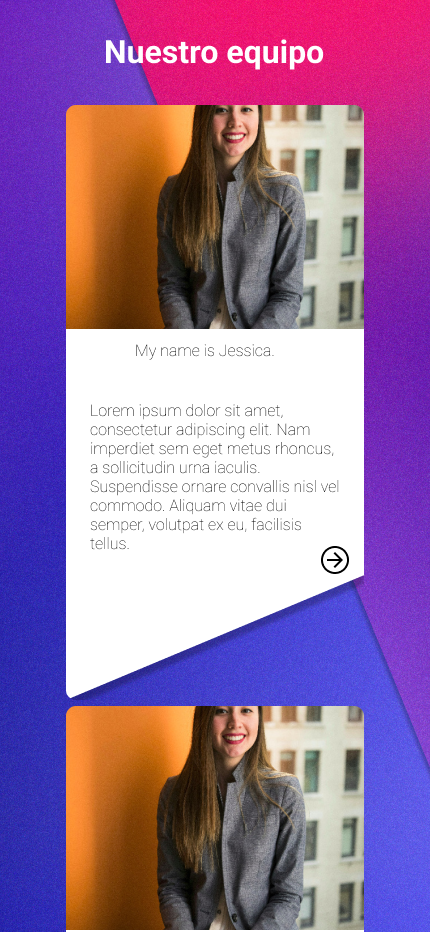 Nuestro equipo
My name is Jessica.
Lorem ipsum dolor sit amet,
consectetur adipiscing elit. Nam
imperdiet sem eget metus rhoncus,
a sollicitudin urna iaculis.
Suspendisse ornare convallis nisl vel
commodo. Aliquam vitae dui
semper, volutpat ex eu, facilisis
tellus.